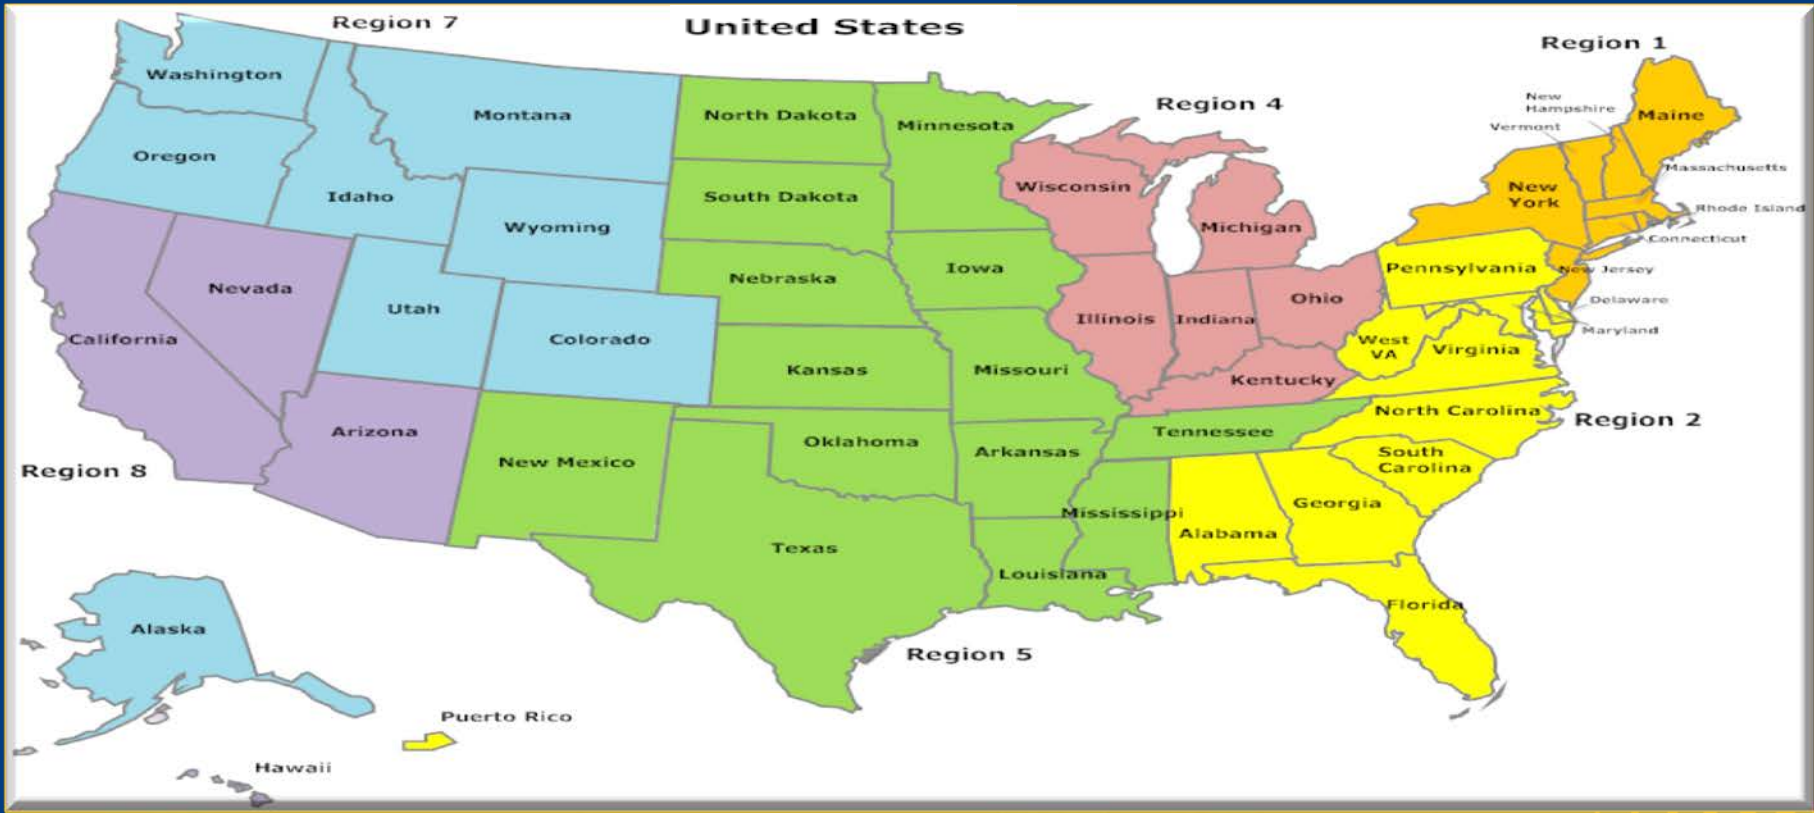 United States
Region 7
Region 1
Region 4
Washington
Montana
North Dakota
Minnesota
New
Hampshire
Maine
Vermont
Oregon
Idaho
South Dakota
Wisconsin
Massachusetts
New
York
Rhode Island
Wyoming
Michigan
Connecticut
Nevada
Nebraska
Iowa
Pennsylvania
New Jersey
Utah
Ohio
Delaware
California
Colorado
Illinois
Indiana
Maryland
West
VA
Virginia
Kansas
Missouri
Kentucky
Arizona
Oklahoma
Tennessee
North Carolina
Region 2
Region 8
New Mexico
Arkansas
South
Carolina
Mississippi
Georgia
Alabama
Texas
Louisiana
Florida
Alaska
Region 5
Puerto Rico
Hawaii